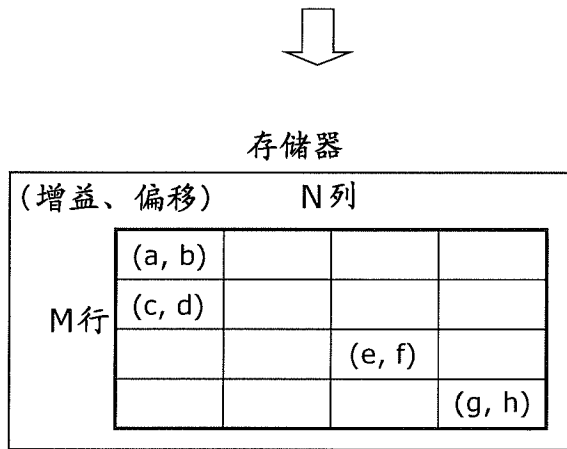 存储器
(增益、偏移) N列
(a, b)
M行 (c, d)
(e, f)
(g, h)